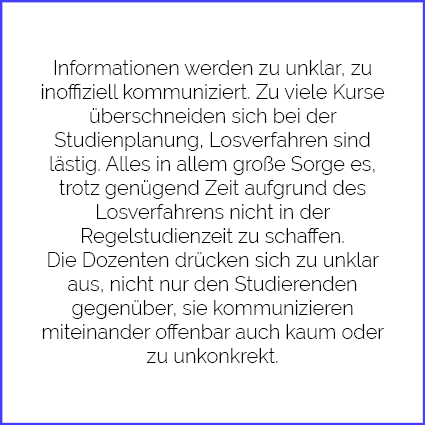 Informationen werden zu unklar, zu
inoffiziell kommuniziert. Zu viele Kurse
überschneiden sich bei der
Studienplanung, Losverfahren sind
lästig. Alles in allem große Sorge es,
trotz genügend Zeit aufgrund des
Losverfahrens nicht in der
Regelstudienzeit zu schaffen.
Die Dozenten drücken sich zu unklar
aus, nicht nur den Studierenden
gegenüber, sie kommunizieren
miteinander offenbar auch kaum oder
zu unkonkrekt.